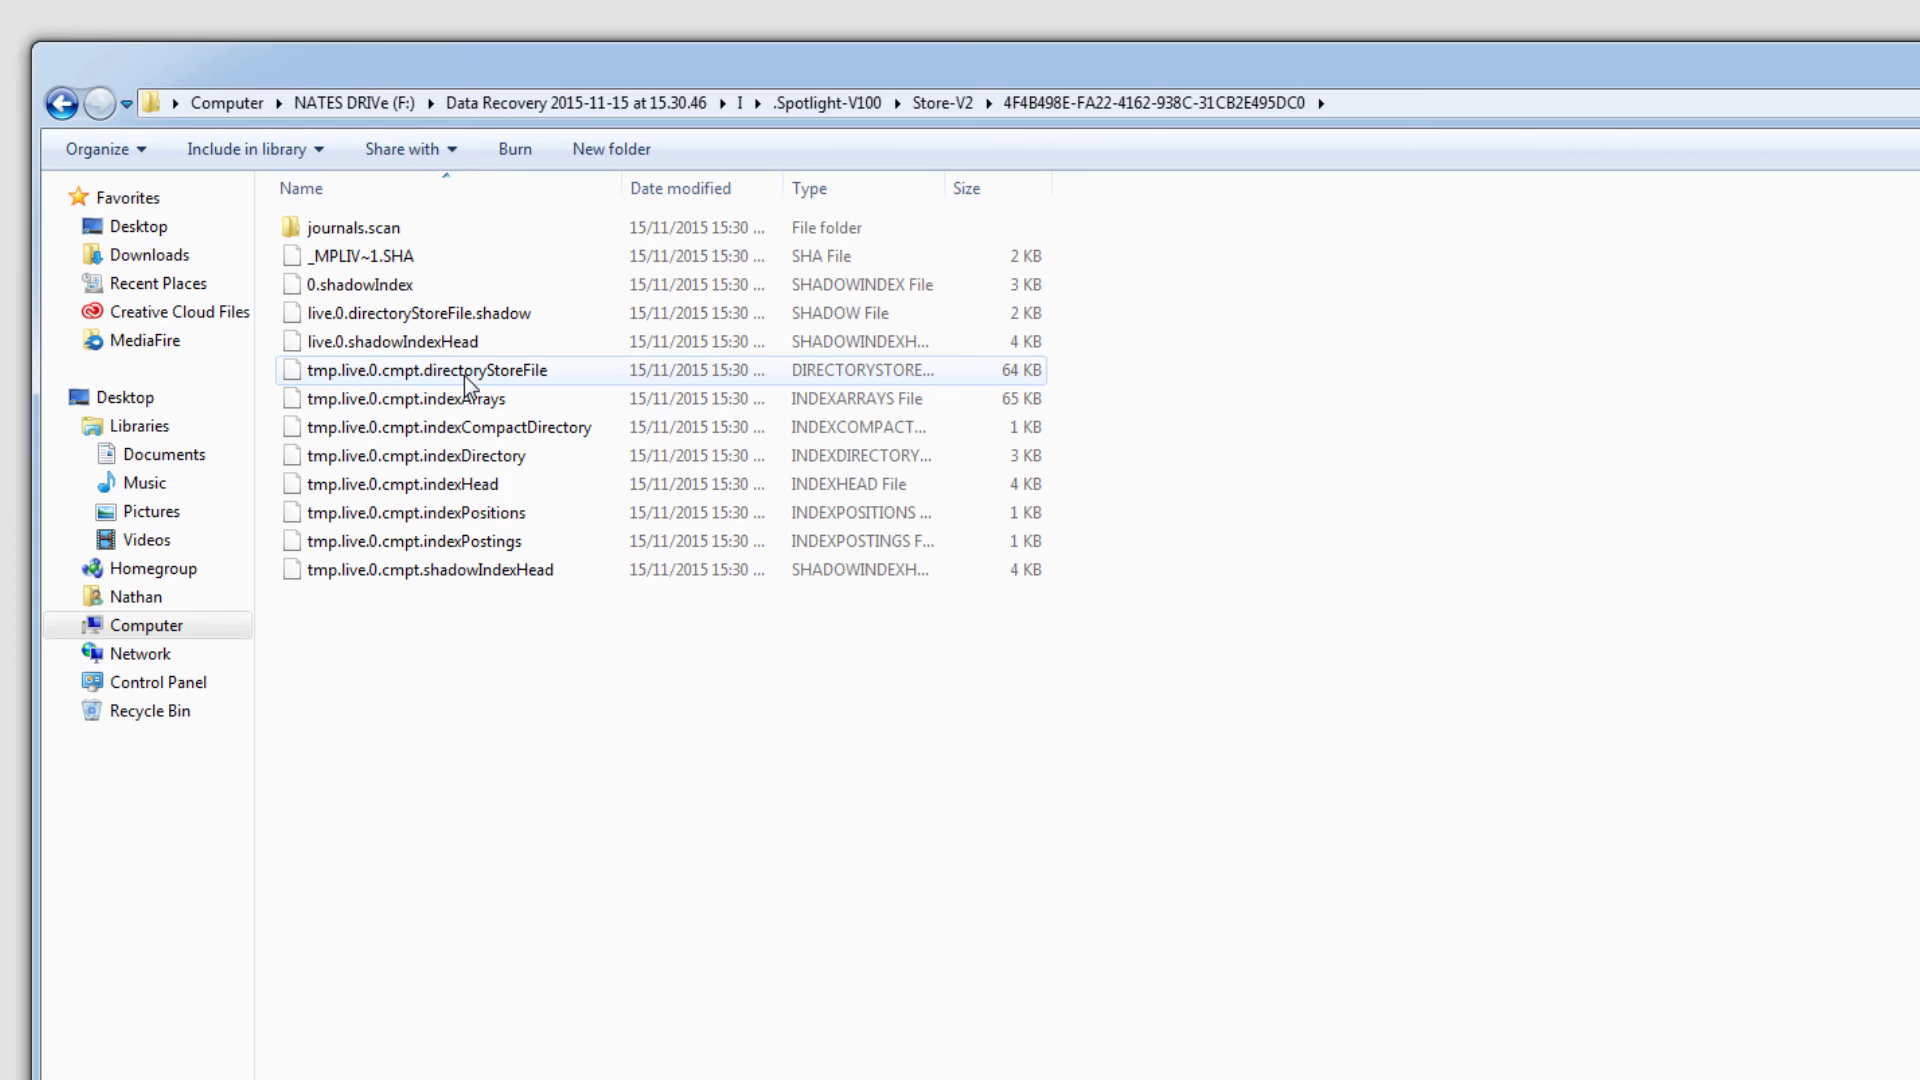 Computer NATES DRIVe (F:) Data Recovery 2015-11-15 at 15.30.46 I .Spotlight-V100 Store-V2 4F4B498E-FA22-4162-938C-31CB2E495DC0
Organize Include in library Share with Burn New folder
Name Date modified Type Size
Favorites
Desktop
Downloads
Recent Places
Creative Cloud Files
MediaFire
Desktop
Libraries
Documents
Music
Pictures
Videos
Homegroup
Nathan
Computer
Network
Control Panel
Recycle Bin
journals.scan 15/11/2015 15:30 ... File folder
_MPLIV~1.SHA 15/11/2015 15:30 ... SHA File 2 KB
0.shadowIndex 15/11/2015 15:30 ... SHADOWINDEX File 3 KB
live.0.directoryStoreFile.shadow 15/11/2015 15:30 ... SHADOW File 2 KB
live.0.shadowIndexHead 15/11/2015 15:30 ... SHADOWINDEXH... 4 KB
tmp.live.0.cmpt.directoryStoreFile 15/11/2015 15:30 ... DIRECTORYSTORE... 64 KB
tmp.live.0.cmpt.indexArrays 15/11/2015 15:30 ... INDEXARRAYS File 65 KB
tmp.live.0.cmpt.indexCompactDirectory 15/11/2015 15:30 ... INDEXCOMPACT... 1 KB
tmp.live.0.cmpt.indexDirectory 15/11/2015 15:30 ... INDEXDIRECTORY... 3 KB
tmp.live.0.cmpt.indexHead 15/11/2015 15:30 ... INDEXHEAD File 4 KB
tmp.live.0.cmpt.indexPositions 15/11/2015 15:30 ... INDEXPOSITIONS ... 1 KB
tmp.live.0.cmpt.indexPostings 15/11/2015 15:30 ... INDEXPOSTINGS F... 1 KB
tmp.live.0.cmpt.shadowIndexHead 15/11/2015 15:30 ... SHADOWINDEXH... 4 KB